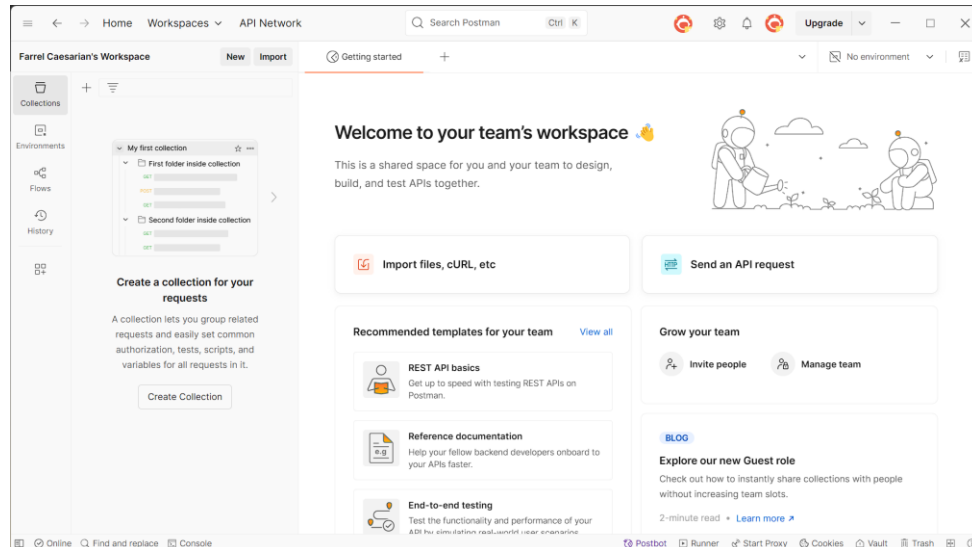 Home Workspaces API Network
Search Postman Ctrl K
Upgrade
Farrel Caesarian's Workspace New Import
Getting started
No environment
Collections
Environments
Flows
History
My first collection
First folder inside collection
GET
POST
GET
Second folder inside collection
GET
GET
Create a collection for your
requests
A collection lets you group related
requests and easily set common
authorization, tests, scripts, and
variables for all requests in it.
Create Collection
Welcome to your team's workspace 👋
This is a shared space for you and your team to design,
build, and test APIs together.
Import files, cURL, etc
Send an API request
Recommended templates for your team View all
REST API basics
Get up to speed with testing REST APIs on
Postman.
e.g
Reference documentation
Help your fellow backend developers onboard to
your APIs faster.
End-to-end testing
Test the functionality and performance of your
API by simulating real-world user scenarios
Grow your team
Invite people Manage team
BLOG
Explore our new Guest role
Check out how to instantly share collections with people
without increasing team slots.
2-minute read • Learn more ↗
Online Find and replace Console
Postbot Runner Start Proxy Cookies Vault Trash